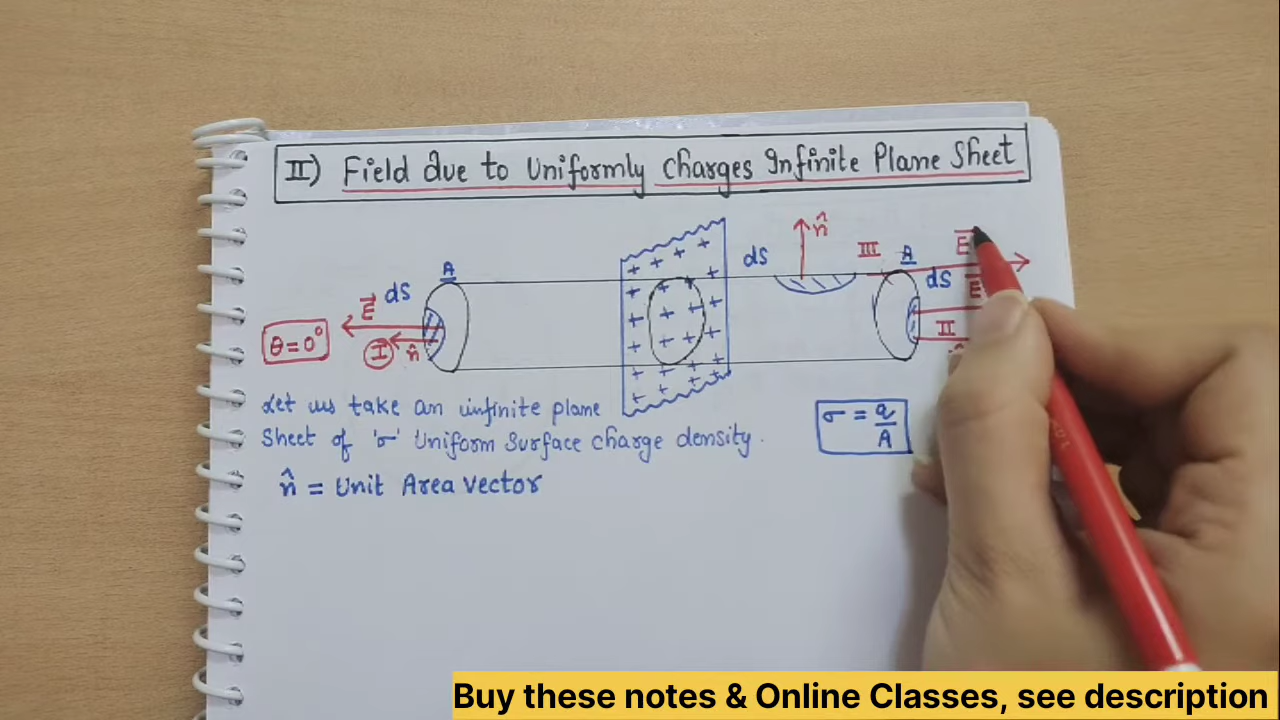 II) Field due to Uniformly Charges Infinite Plane Sheet
A
ds
E
θ = 0°
I
n̂
+ + + +
+ + +
+ + +
+ + +
+ + +
+ + +
+ +
ds
n̂
III
A
E
ds
E
II
Let us take an infinite plane
Sheet of 'σ' Uniform Surface charge density.
σ = q/A
n̂ = Unit Area Vector
Buy these notes & Online Classes, see description